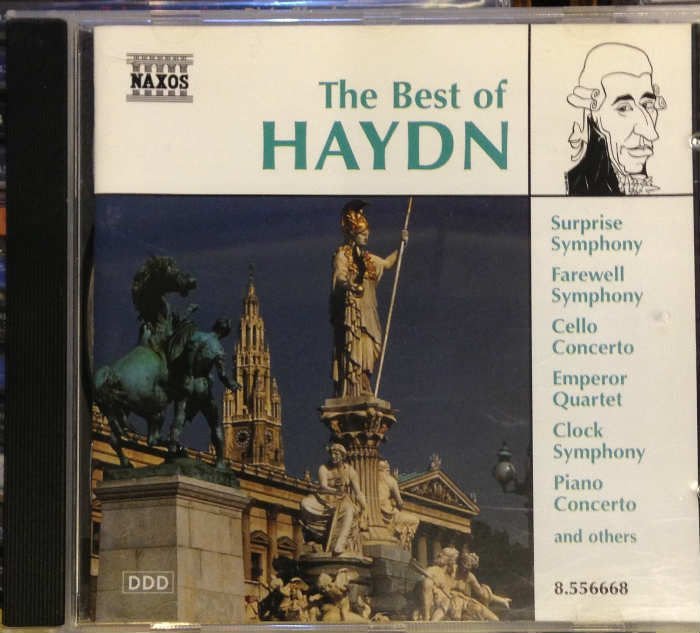 NAXOS
The Best of
HAYDN
Surprise
Symphony
Farewell
Symphony
Cello
Concerto
Emperor
Quartet
Clock
Symphony
Piano
Concerto
and others
DDD
8.556668